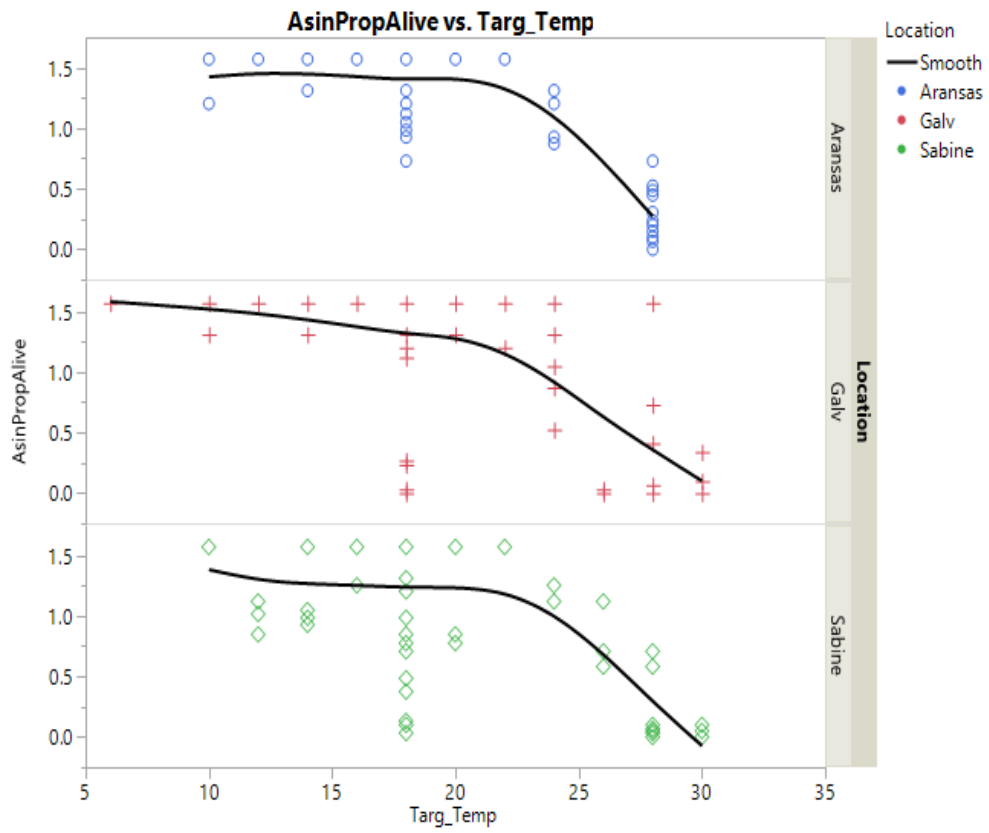 AsinPropAlive vs. Targ_Temp
Location
Smooth
Aransas
Galv
Sabine
AsinPropAlive
1.5
1.0
0.5
0.0
Aransas
1.5
1.0
0.5
0.0
Galv
Location
1.5
1.0
0.5
0.0
Sabine
5 10 15 20 25 30 35
Targ_Temp